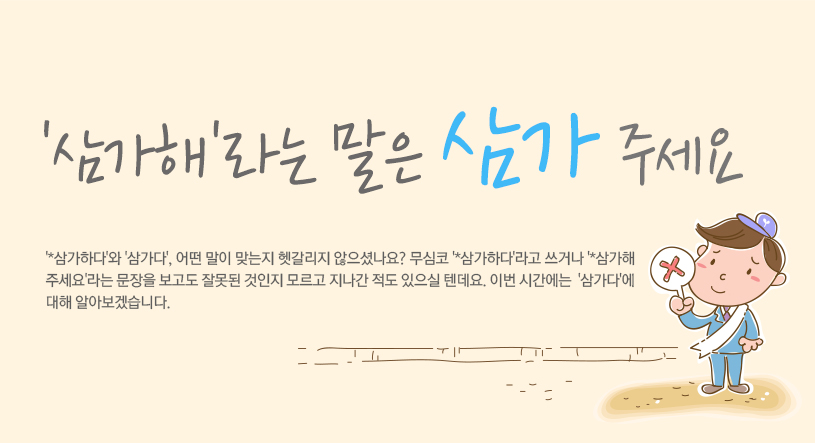 '삼가해'라는 말은 삼가 주세요
'*삼가하다'와 '삼가다', 어떤 말이 맞는지 헷갈리지 않으셨나요? 무심코 '*삼가하다'라고 쓰거나 '*삼가해
주세요'라는 문장을 보고도 잘못된 것인지 모르고 지나간 적도 있으실 텐데요. 이번 시간에는 '삼가다'에
대해 알아보겠습니다.